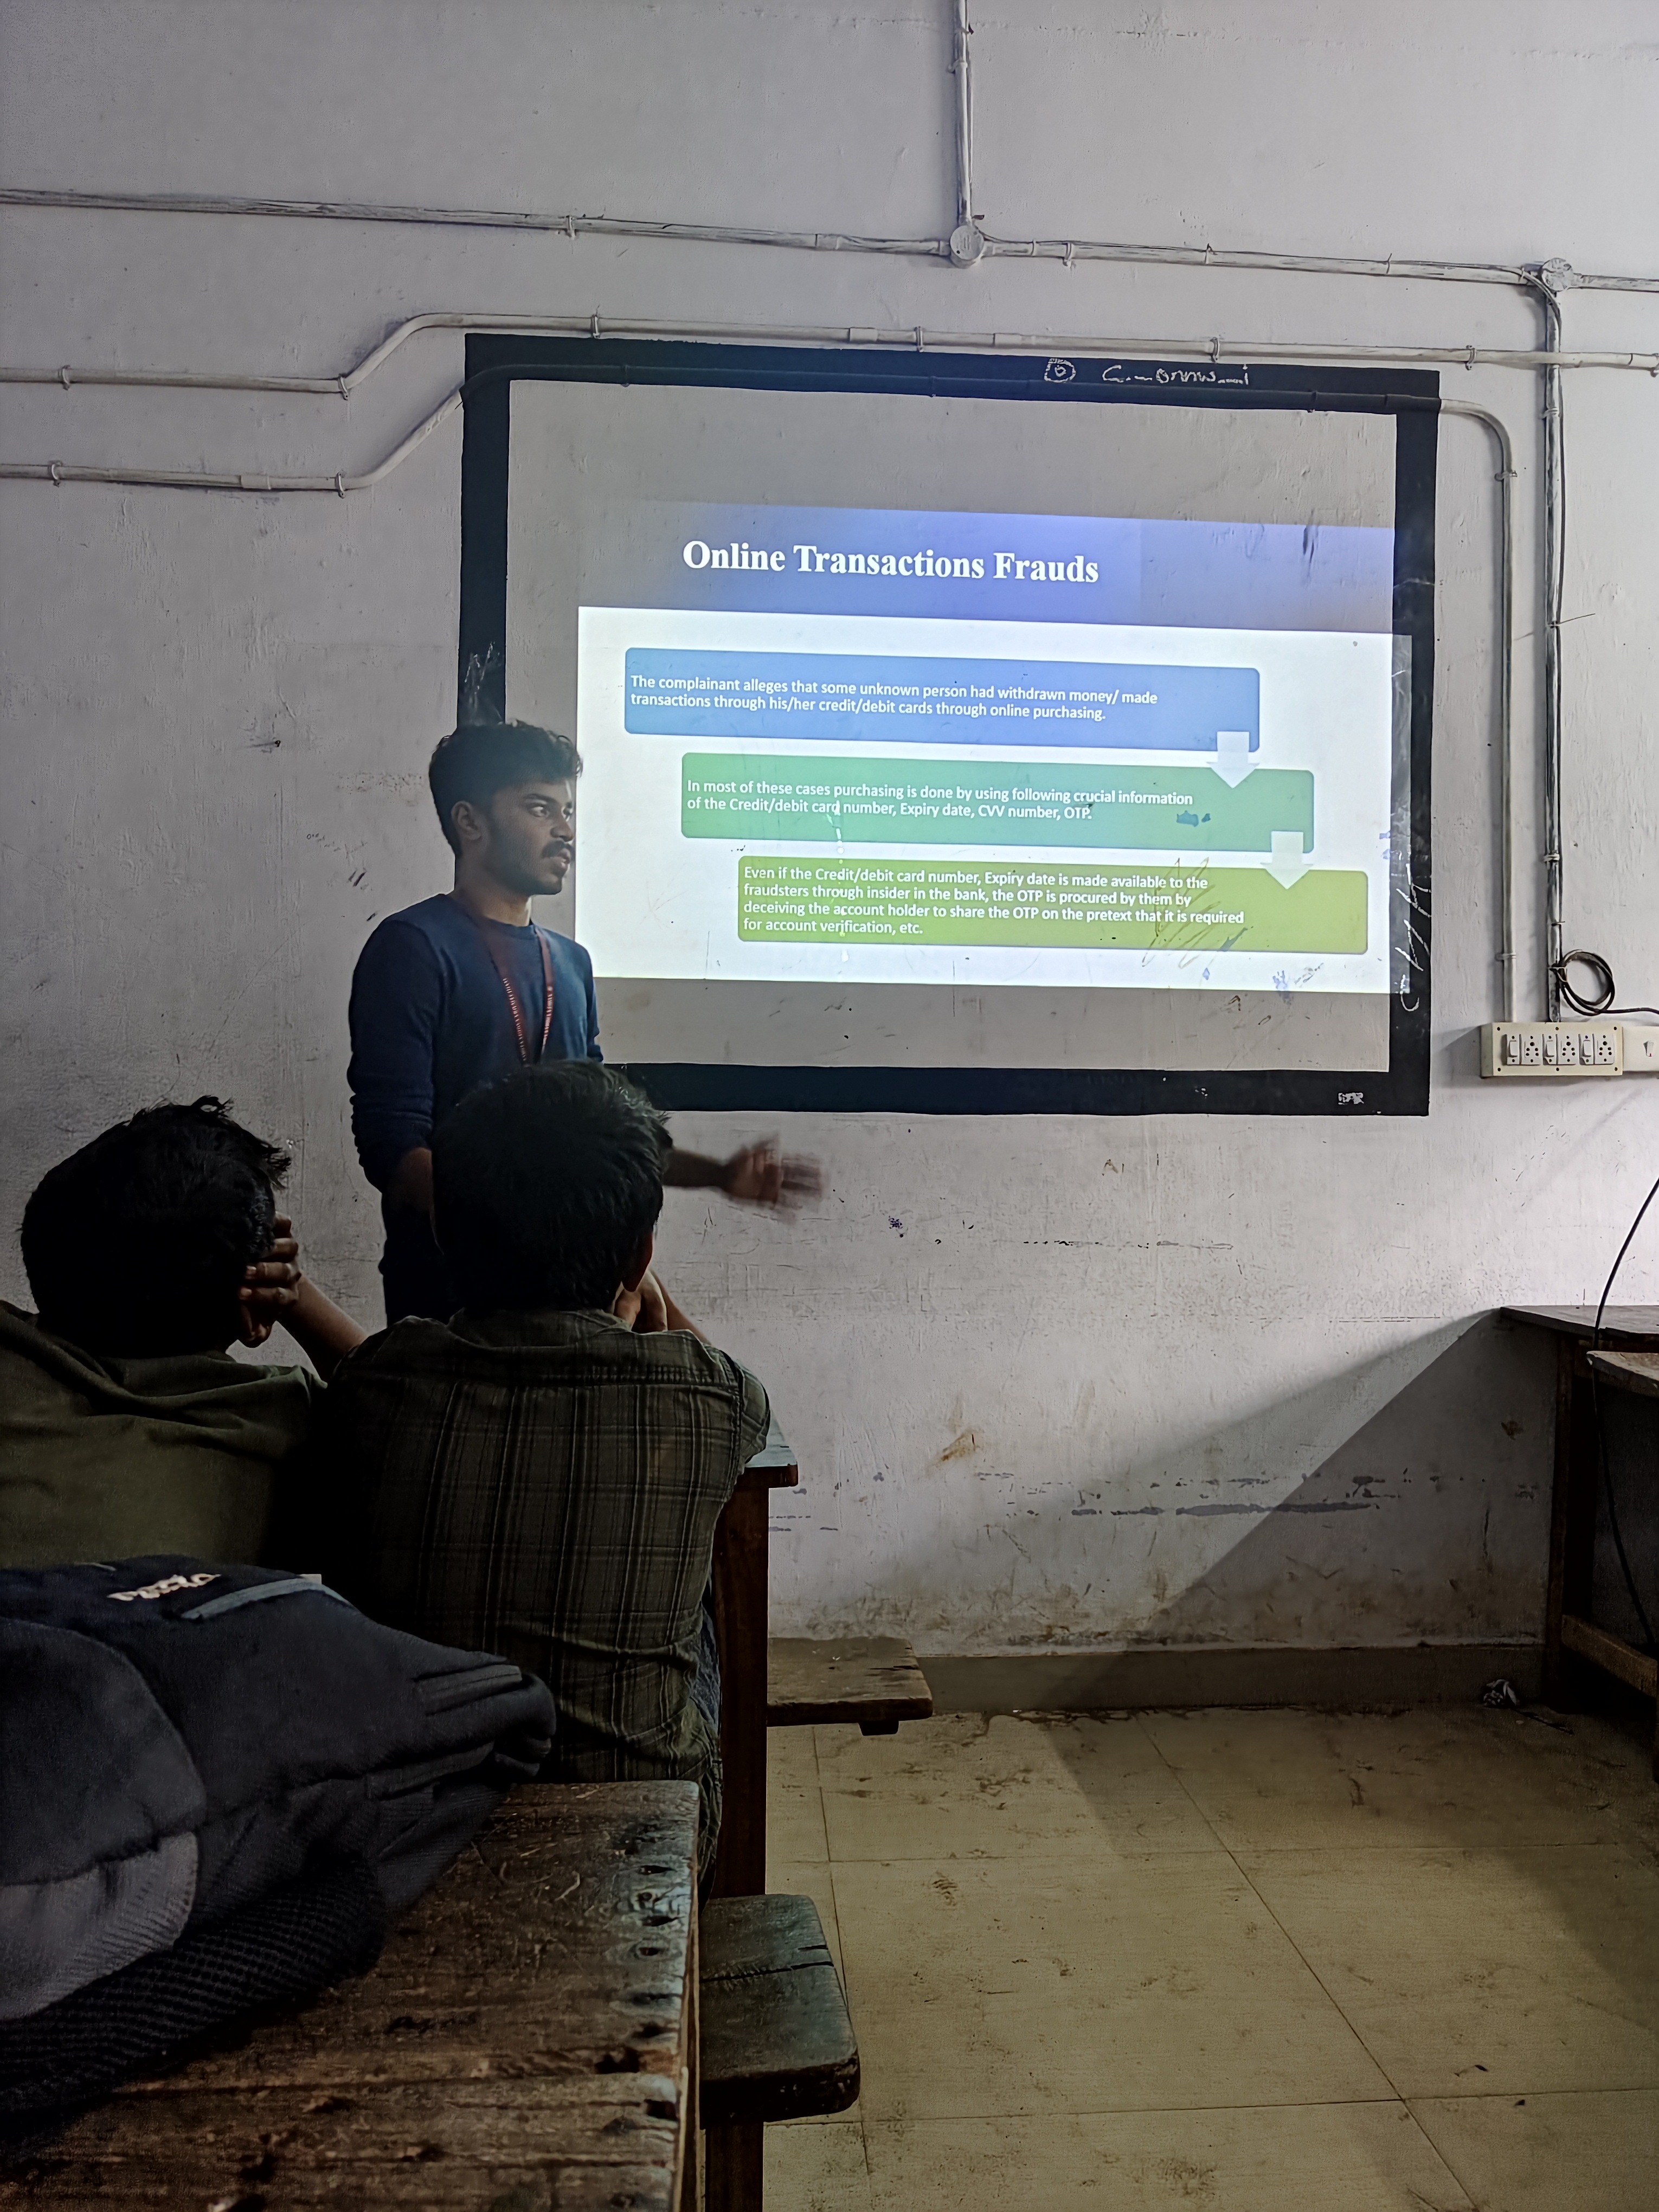 Online Transactions Frauds
The complainant alleges that some unknown person had withdrawn money/ made
transactions through his/her credit/debit cards through online purchasing.
In most of these cases purchasing is done by using following crucial information
of the Credit/debit card number, Expiry date, CVV number, OTP.
Even if the Credit/debit card number, Expiry date is made available to the
fraudsters through insider in the bank, the OTP is procured by them by
deceiving the account holder to share the OTP on the pretext that it is required
for account verification, etc.